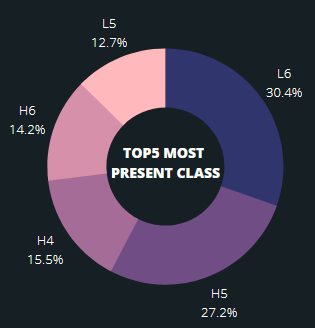 L5
12.7%
L6
30.4%
H6
14.2%
TOP5 MOST
PRESENT CLASS
H4
15.5%
H5
27.2%